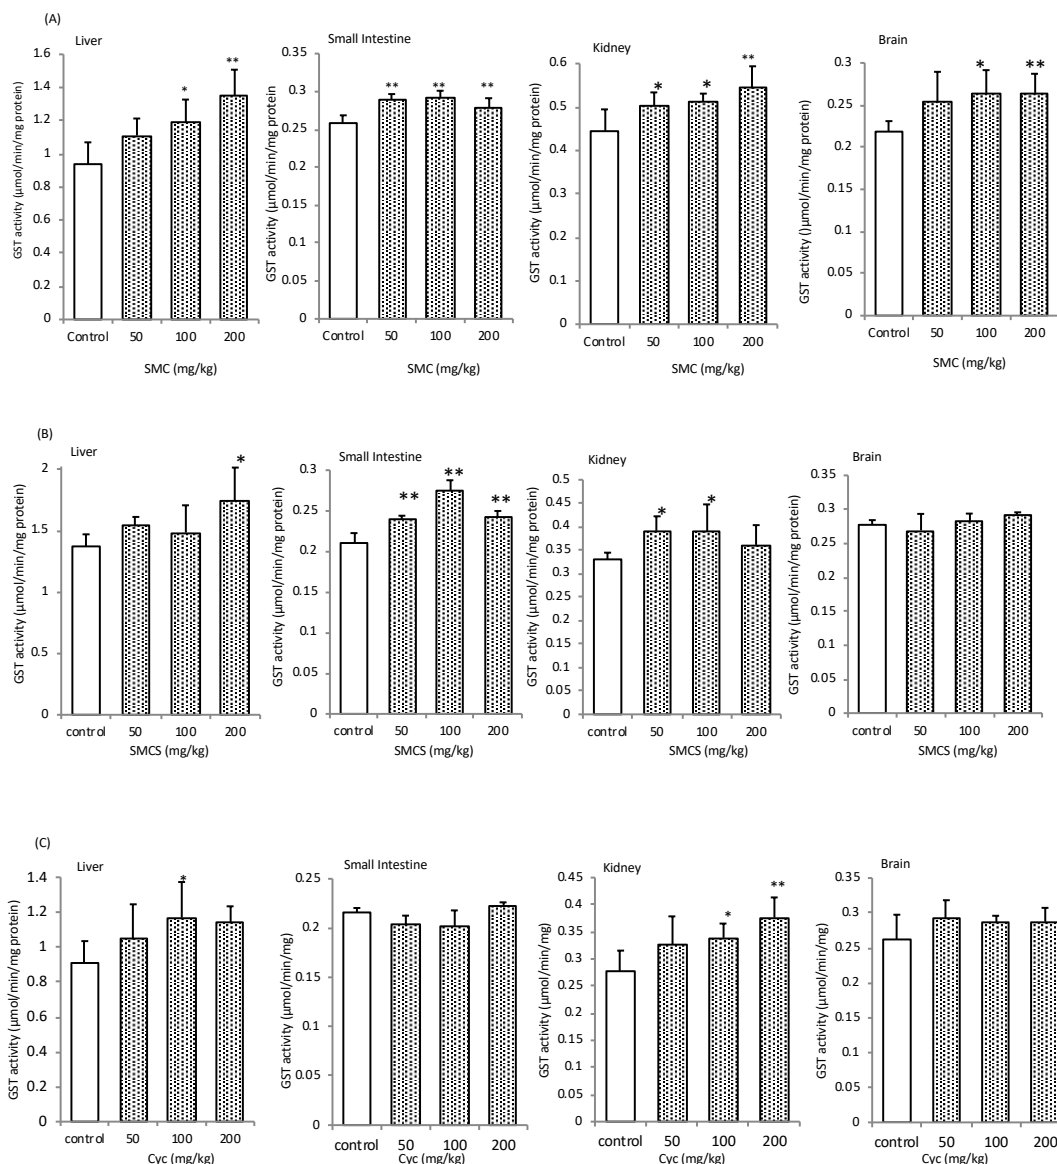 (A)
Liver
Small Intestine
Kidney
Brain
GST activity (µmol/min/mg protein)
1.6
1.4
1.2
1
0.8
0.6
0.4
0.2
0
*
**
Control 50 100 200
SMC (mg/kg)
GST activity (µmol/min/mg protein
0.35
0.3
0.25
0.2
0.15
0.1
0.05
0
** ** **
Control 50 100 200
SMC (mg/kg)
GST activity (µmol/min/mg protein)
0.6
0.5
0.4
0.3
0.2
0.1
0
* * **
Control 50 100 200
SMC (mg/kg)
GST activity ()µmol/min/mg protein)
0.3
0.25
0.2
0.15
0.1
0.05
0
* **
Control 50 100 200
SMC (mg/kg)
(B)
Liver
Small Intestine
Kidney
Brain
GST activity (µmol/min/mg protein)
2
1.5
1
0.5
0
*
control 50 100 200
SMCS (mg/kg)
GST activity (µmol/min/mg protein)
0.3
0.25
0.2
0.15
0.1
0.05
0
** ** **
control 50 100 200
SMCS (mg/kg)
GST activity (µmol/min/mg protein)
0.5
0.45
0.4
0.35
0.3
0.25
0.2
0.15
0.1
0.05
0
* *
control 50 100 200
SMCS (mg/kg)
GST activity (µmol/min/mg protein)
0.35
0.3
0.25
0.2
0.15
0.1
0.05
0
control 50 100 200
SMCS (mg/kg)
(C)
Liver
Small Intestine
Kidney
Brain
GST activity (µmol/min/mg protein)
1.4
1.2
1
0.8
0.6
0.4
0.2
0
*
control 50 100 200
Cyc (mg/kg)
GST activity (µmol/min/mg)
0.25
0.2
0.15
0.1
0.05
0
control 50 100 200
Cyc (mg/kg)
GST activity (µmol/min/mg)
0.45
0.4
0.35
0.3
0.25
0.2
0.15
0.1
0.05
0
* **
control 50 100 200
Cyc (mg/kg)
GST activity (µmol/min/mg)
0.35
0.3
0.25
0.2
0.15
0.1
0.05
0
control 50 100 200
Cyc (mg/kg)